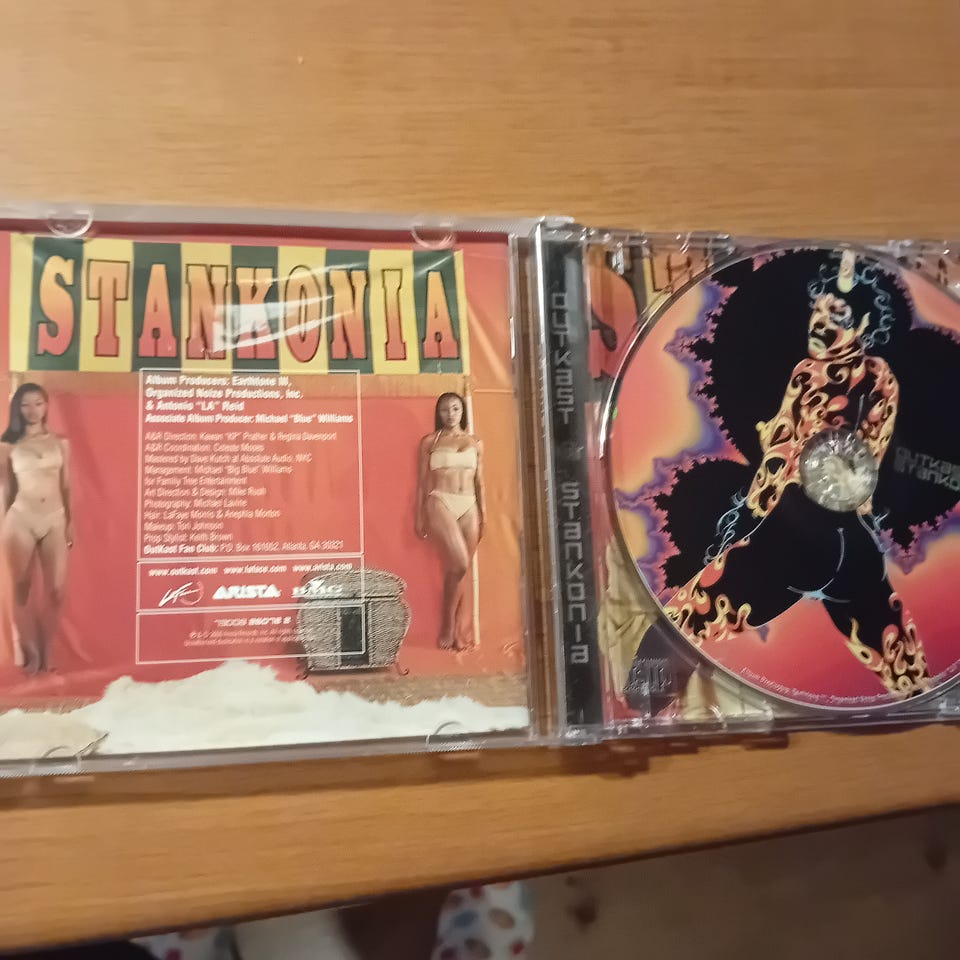 STANKONIA
Album Producers: Earthtone III,
Organized Noize Productions, Inc.
& Antonio "LA" Reid
Associate Album Producer: Michael "Blue" Williams
A&R Direction: Kawan "KP" Prather & Regina Davenport
A&R Coordination: Celeste Moses
Mastered by Dave Kutch at Absolute Audio, NYC
Management: Michael "Big Blue" Williams
for Family Tree Entertainment
Art Direction & Design: Mike Rush
Photography: Michael Lavine
Hair: LaFaye Morris &
Makeup: Tori Johnson
Prop Stylist: Keith Brown
OutKast Fan Club: P.O. Box Atlanta, GA 30321
www.outkast.com www.laface.com www.arista.com
ARISTA
BMG
OUTKAST
STANKONIA